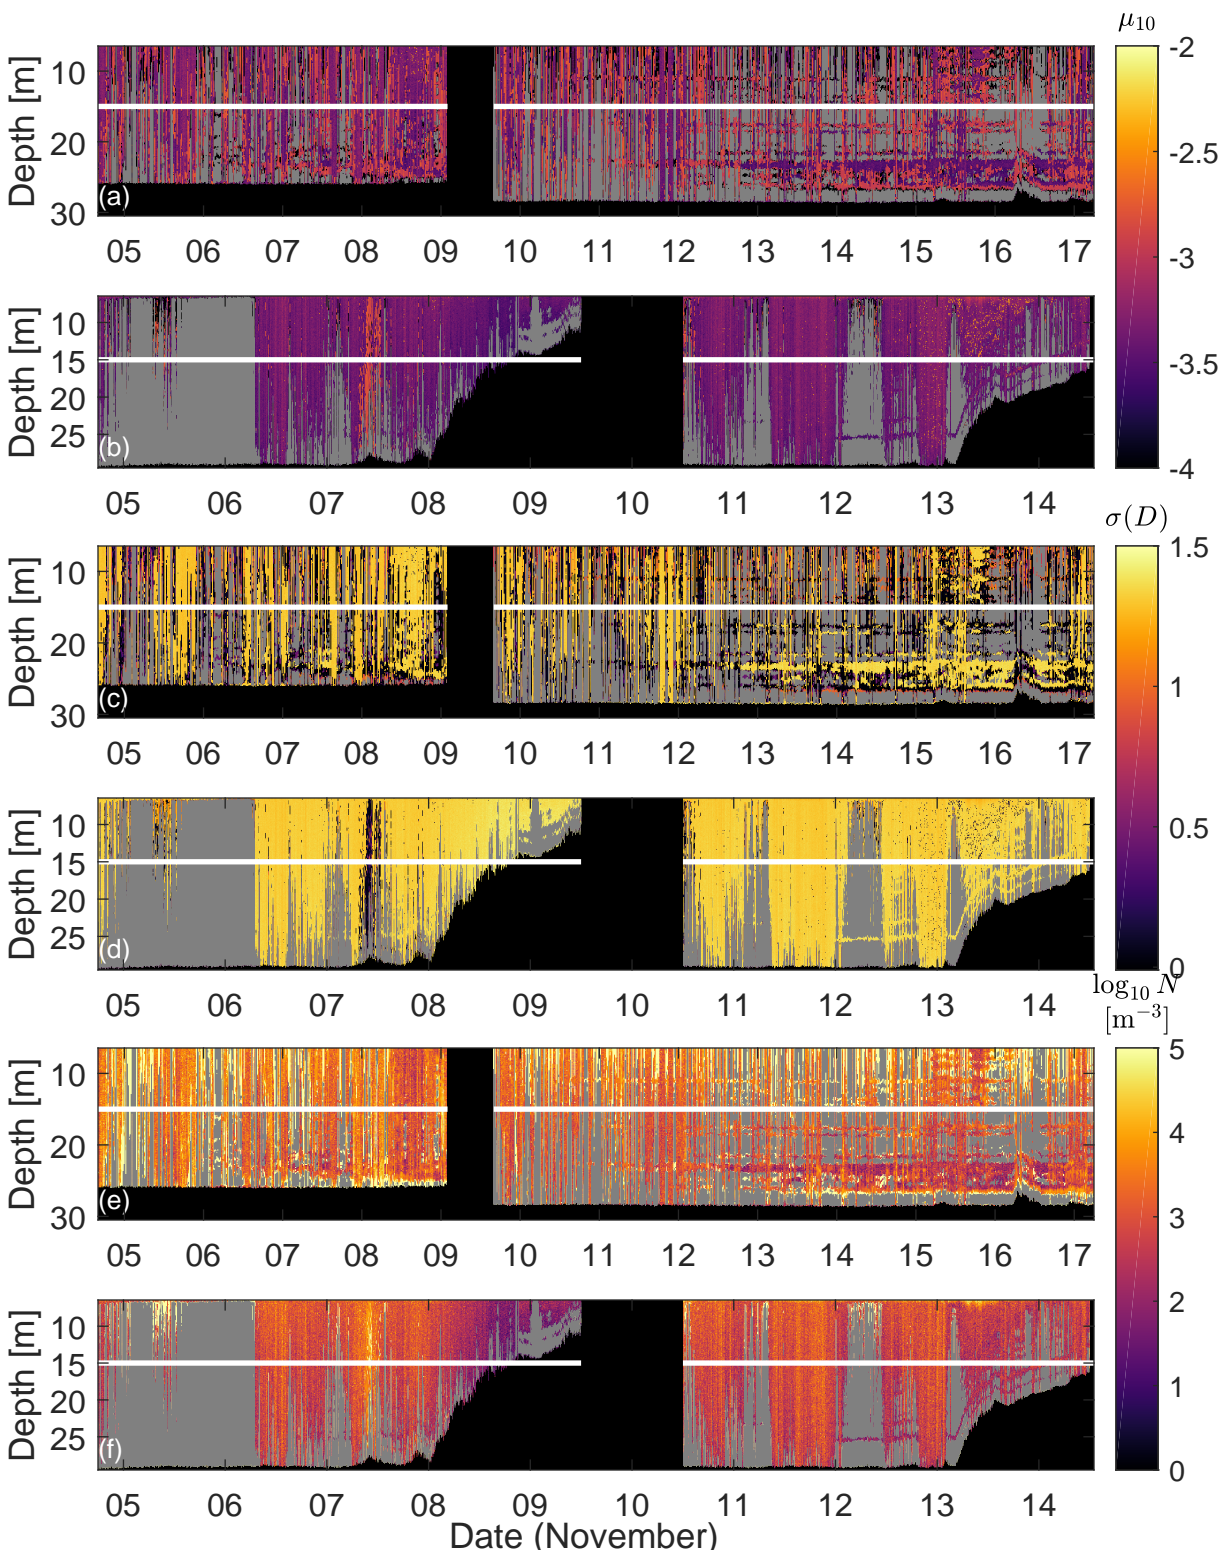 μ₁₀
Depth [m]
10
20
30
(a)
05 06 07 08 09 10 11 12 13 14 15 16 17
-2
-2.5
-3
-3.5
-4
Depth [m]
10
15
20
25
(b)
05 06 07 08 09 10 11 12 13 14
σ(D)
Depth [m]
10
20
30
(c)
05 06 07 08 09 10 11 12 13 14 15 16 17
1.5
1
0.5
0
Depth [m]
10
15
20
25
(d)
05 06 07 08 09 10 11 12 13 14
log₁₀ N
[m⁻³]
Depth [m]
10
20
30
(e)
05 06 07 08 09 10 11 12 13 14 15 16 17
5
4
3
2
1
0
Depth [m]
10
15
20
25
(f)
05 06 07 08 09 10 11 12 13 14
Date (November)